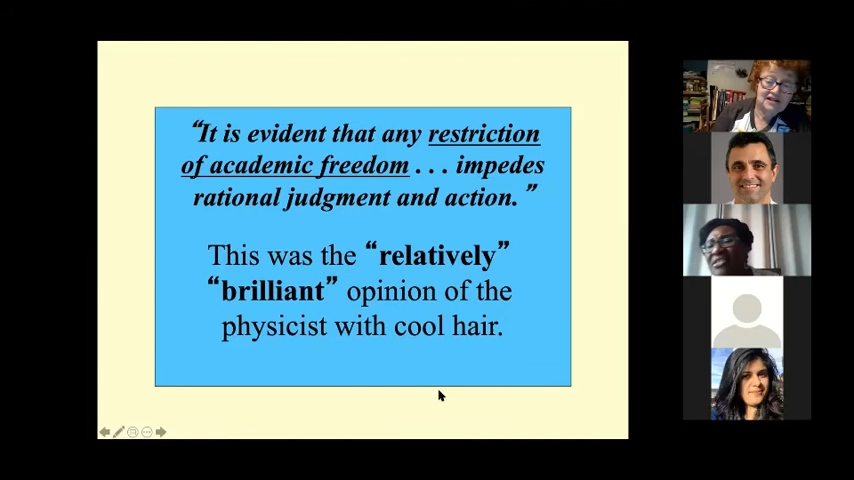 “It is evident that any restriction
of academic freedom . . . impedes
rational judgment and action.”
This was the “relatively”
“brilliant” opinion of the
physicist with cool hair.